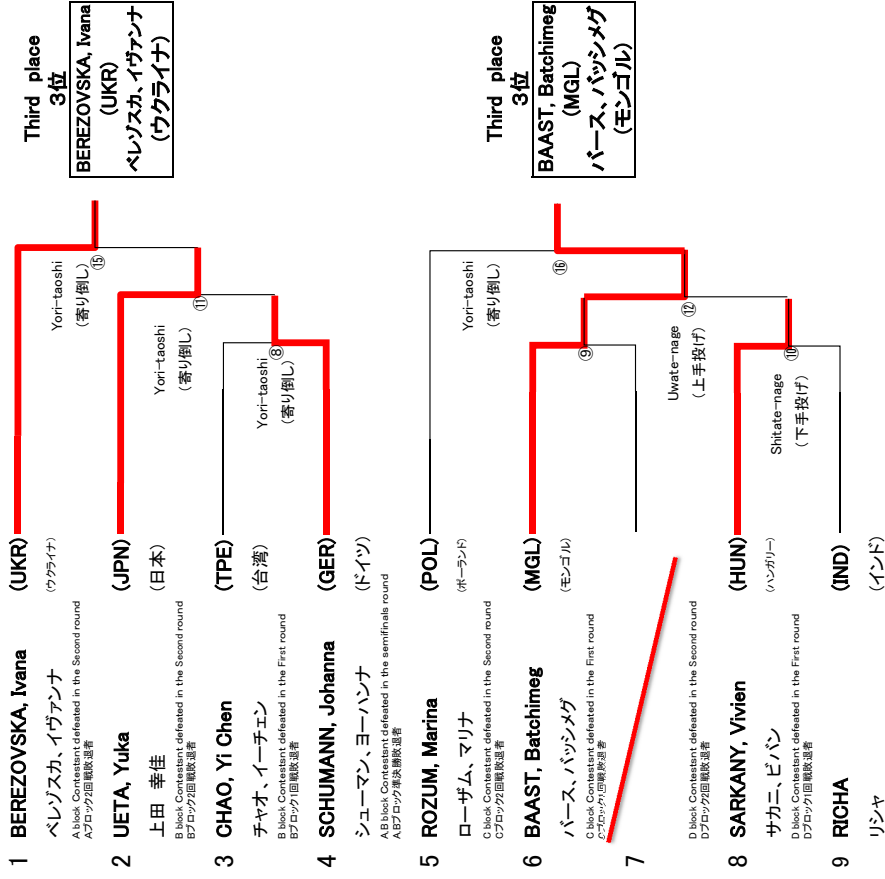 1 BEREZOVSKA, Ivana (UKR)
ベレゾスカ、イヴァンナ (ウクライナ)
A block Contestsnt defeated in the Second round
Aブロック2回戦敗退者
2 UETA, Yuka (JPN)
上田 幸佳 (日本)
B block Contestsnt defeated in the Second round
Bブロック2回戦敗退者
3 CHAO, Yi Chen (TPE)
チャオ、イーチェン (台湾)
B block Contestsnt defeated in the First round
Bブロック1回戦敗退者
4 SCHUMANN, Johanna (GER)
シューマン、ヨーハンナ (ドイツ)
A.B block Contestsnt defeated in the semifinals round
A.Bブロック準決勝敗退者
5 ROZUM, Marina (POL)
ローザム、マリナ (ポーランド)
C block Contestsnt defeated in the Second round
Cブロック2回戦敗退者
6 BAAST, Batchimeg (MGL)
バース、バッシメグ (モンゴル)
C block Contestsnt defeated in the First round
Cブロック1回戦敗退者
7
D block Contestsnt defeated in the Second round
Dブロック2回戦敗退者
8 SARKANY, Vivien (HUN)
サカニ、ビバン (ハンガリー)
D block Contestsnt defeated in the First round
Dブロック1回戦敗退者
9 RICHA (IND)
リシャ (インド)
Yori-taoshi
(寄り倒し)
⑮
Yori-taoshi
(寄り倒し)
⑪
Yori-taoshi
(寄り倒し)
⑧
Yori-taoshi
(寄り倒し)
⑯
⑨
Uwate-nage
(上手投げ)
⑫
Shitate-nage
(下手投げ)
⑩
Third place
3位
BEREZOVSKA, Ivana
(UKR)
ベレゾスカ、イヴァンナ
(ウクライナ)
Third place
3位
BAAST, Batchimeg
(MGL)
バース、バッシメグ
(モンゴル)